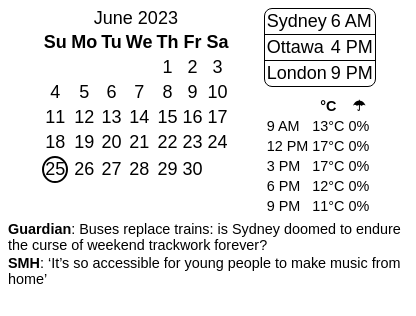 June 2023
Su Mo Tu We Th Fr Sa
1 2 3
4 5 6 7 8 9 10
11 12 13 14 15 16 17
18 19 20 21 22 23 24
25 26 27 28 29 30
Sydney 6 AM
Ottawa 4 PM
London 9 PM
°C ☂
9 AM 13°C 0%
12 PM 17°C 0%
3 PM 17°C 0%
6 PM 12°C 0%
9 PM 11°C 0%
Guardian: Buses replace trains: is Sydney doomed to endure
the curse of weekend trackwork forever?
SMH: ‘It’s so accessible for young people to make music from
home’